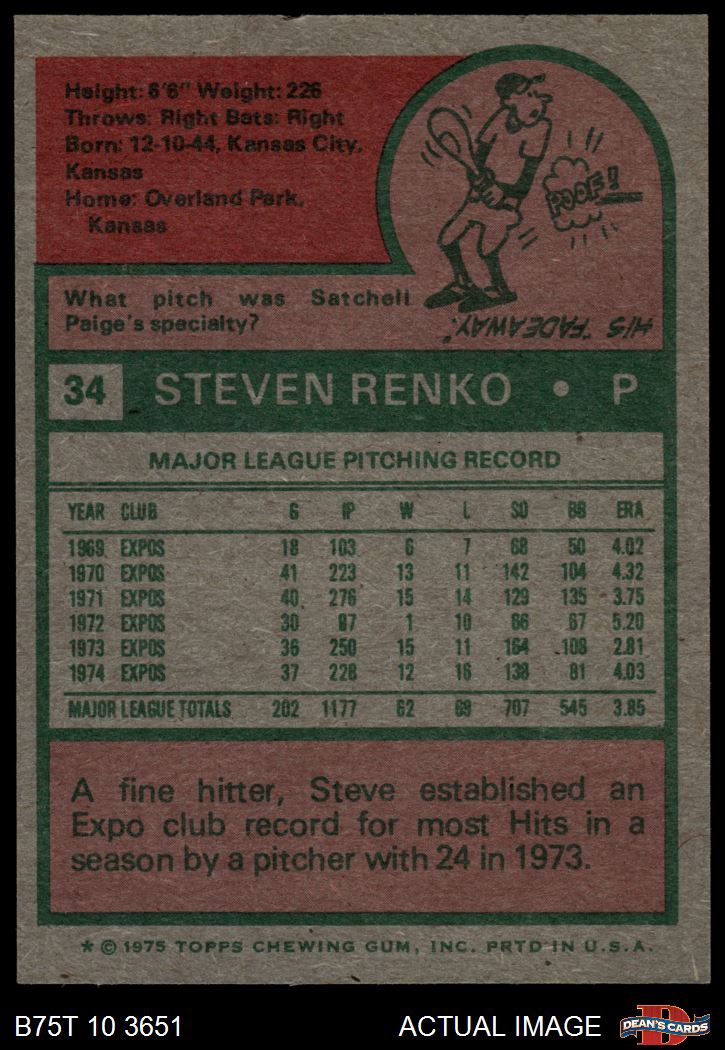 Height: 6'6" Weight: 226
Throws: Right Bats: Right
Born: 12-10-44, Kansas City,
Kansas
Home: Overland Park,
Kansas
POOF!
What pitch was Satchell
Paige's specialty?
HIS "FADEAWAY."
34 STEVEN RENKO • P
MAJOR LEAGUE PITCHING RECORD
YEAR CLUB G IP W L SO BB ERA
1969 EXPOS 18 103 6 7 68 50 4.02
1970 EXPOS 41 223 13 11 142 104 4.32
1971 EXPOS 40 276 15 14 129 135 3.75
1972 EXPOS 30 97 1 10 66 67 5.20
1973 EXPOS 36 250 15 11 164 108 2.81
1974 EXPOS 37 228 12 16 138 81 4.03
MAJOR LEAGUE TOTALS 202 1177 62 69 707 545 3.85
A fine hitter, Steve established an
Expo club record for most Hits in a
season by a pitcher with 24 in 1973.
* © 1975 TOPPS CHEWING GUM, INC. PRTD IN U.S.A.
B75T 10 3651 ACTUAL IMAGE D DEAN'S CARDS